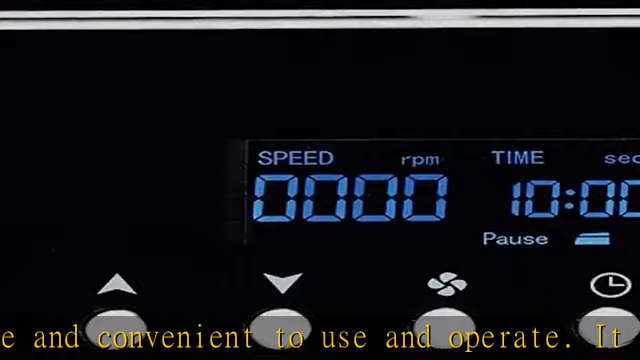 SPEED rpm TIME sec
0000 10:00
Pause
e and convenient to use and operate. It